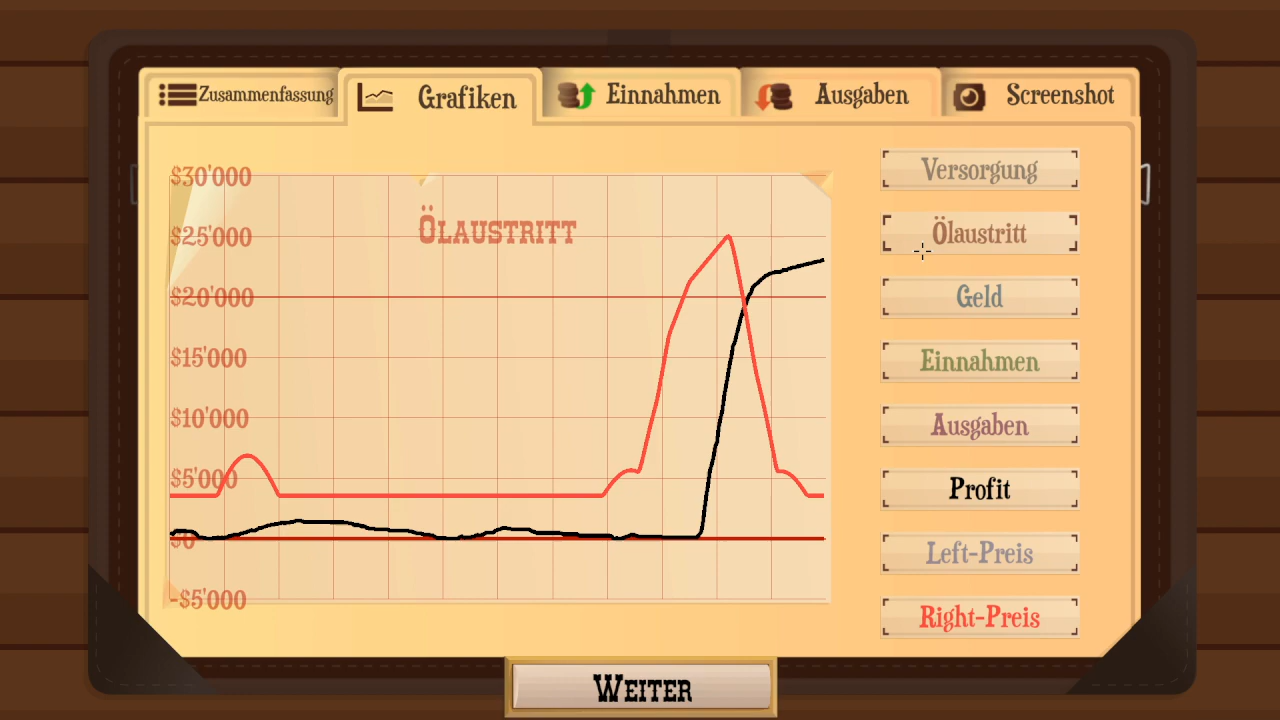 Zusammenfassung
Grafiken
Einnahmen
Ausgaben
Screenshot
Ölaustritt
$30'000
$25'000
$20'000
$15'000
$10'000
$5'000
$0
-$5'000
Versorgung
Ölaustritt
Geld
Einnahmen
Ausgaben
Profit
Left-Preis
Right-Preis
Weiter